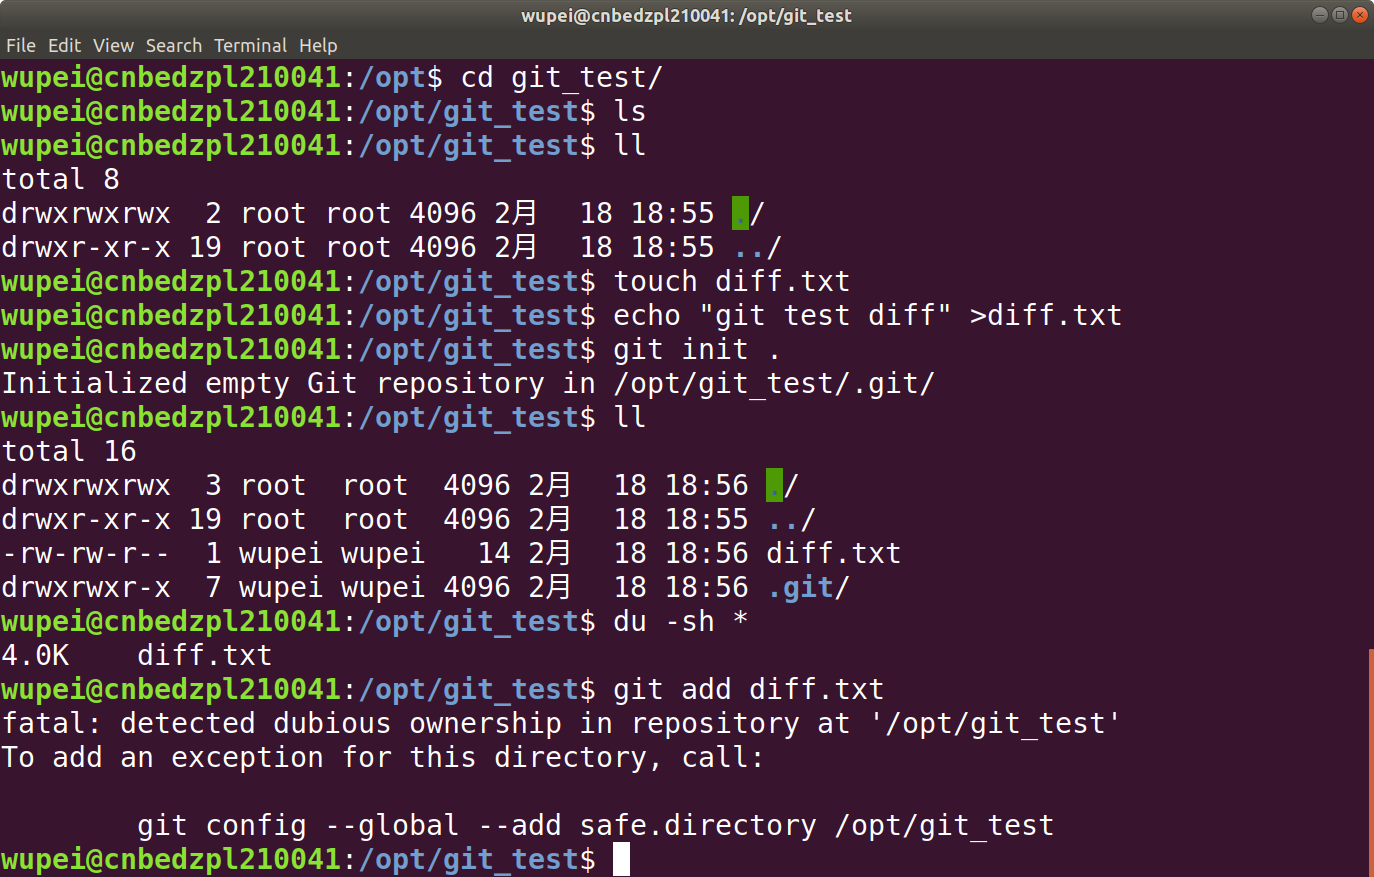 wupei@cnbedzpl210041: /opt/git_test
File Edit View Search Terminal Help
wupei@cnbedzpl210041:/opt$ cd git_test/
wupei@cnbedzpl210041:/opt/git_test$ ls
wupei@cnbedzpl210041:/opt/git_test$ ll
total 8
drwxrwxrwx  2 root root 4096 2月  18 18:55 ./
drwxr-xr-x 19 root root 4096 2月  18 18:55 ../
wupei@cnbedzpl210041:/opt/git_test$ touch diff.txt
wupei@cnbedzpl210041:/opt/git_test$ echo "git test diff" >diff.txt
wupei@cnbedzpl210041:/opt/git_test$ git init .
Initialized empty Git repository in /opt/git_test/.git/
wupei@cnbedzpl210041:/opt/git_test$ ll
total 16
drwxrwxrwx  3 root  root  4096 2月  18 18:56 ./
drwxr-xr-x 19 root  root  4096 2月  18 18:55 ../
-rw-rw-r--  1 wupei wupei   14 2月  18 18:56 diff.txt
drwxrwxr-x  7 wupei wupei 4096 2月  18 18:56 .git/
wupei@cnbedzpl210041:/opt/git_test$ du -sh *
4.0K    diff.txt
wupei@cnbedzpl210041:/opt/git_test$ git add diff.txt
fatal: detected dubious ownership in repository at '/opt/git_test'
To add an exception for this directory, call:
        git config --global --add safe.directory /opt/git_test
wupei@cnbedzpl210041:/opt/git_test$